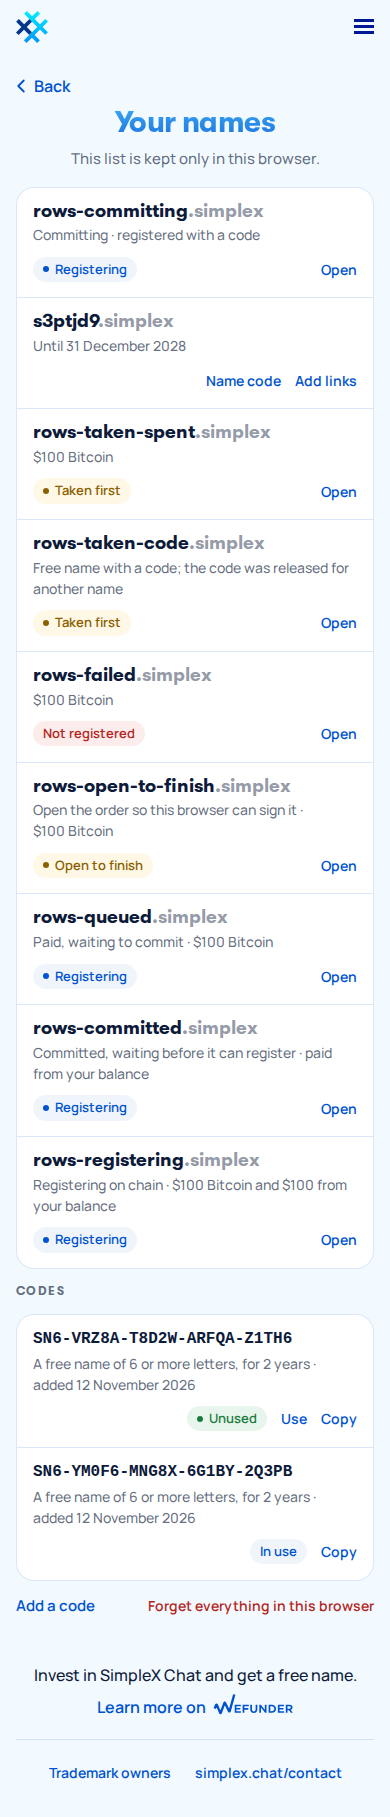 Back
Your names
This list is kept only in this browser.
rows-committing.simplex
Committing · registered with a code
Registering
Open
s3ptjd9.simplex
Until 31 December 2028
Name code
Add links
rows-taken-spent.simplex
$100 Bitcoin
Taken first
Open
rows-taken-code.simplex
Free name with a code; the code was released for
another name
Taken first
Open
rows-failed.simplex
$100 Bitcoin
Not registered
Open
rows-open-to-finish.simplex
Open the order so this browser can sign it ·
$100 Bitcoin
Open to finish
Open
rows-queued.simplex
Paid, waiting to commit · $100 Bitcoin
Registering
Open
rows-committed.simplex
Committed, waiting before it can register · paid
from your balance
Registering
Open
rows-registering.simplex
Registering on chain · $100 Bitcoin and $100 from
your balance
Registering
Open
CODES
SN6-VRZ8A-T8D2W-ARFQA-Z1TH6
A free name of 6 or more letters, for 2 years ·
added 12 November 2026
Unused
Use
Copy
SN6-YM0F6-MNG8X-6G1BY-2Q3PB
A free name of 6 or more letters, for 2 years ·
added 12 November 2026
In use
Copy
Add a code
Forget everything in this browser
Invest in SimpleX Chat and get a free name.
Learn more on WEFUNDER
Trademark owners
simplex.chat/contact